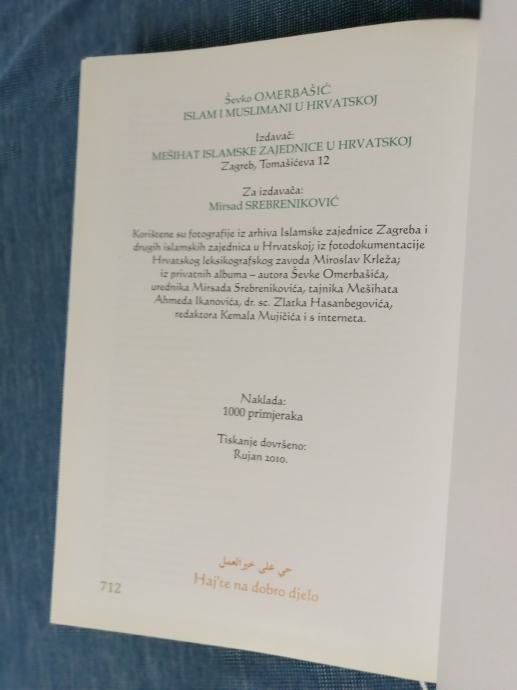 Ševko OMERBAŠIĆ
ISLAM I MUSLIMANI U HRVATSKOJ
Izdavač:
MEŠIHAT ISLAMSKE ZAJEDNICE U HRVATSKOJ
Zagreb, Tomašićeva 12
Za izdavača:
Mirsad SREBRENIKOVIĆ
Korištene su fotografije iz arhiva Islamske zajednice Zagreba i
drugih islamskih zajednica u Hrvatskoj; iz fotodokumentacije
Hrvatskog leksikografskog zavoda Miroslav Krleža;
iz privatnih albuma – autora Ševke Omerbašića,
urednika Mirsada Srebrenikovića, tajnika Mešihata
Ahmeda Ikanovića, dr. sc. Zlatka Hasanbegovića,
redaktora Kemala Mujičića i s interneta.
Naklada:
1000 primjeraka
Tiskanje dovršeno:
Rujan 2010.
حي على خير العمل
Haj'te na dobro djelo
712